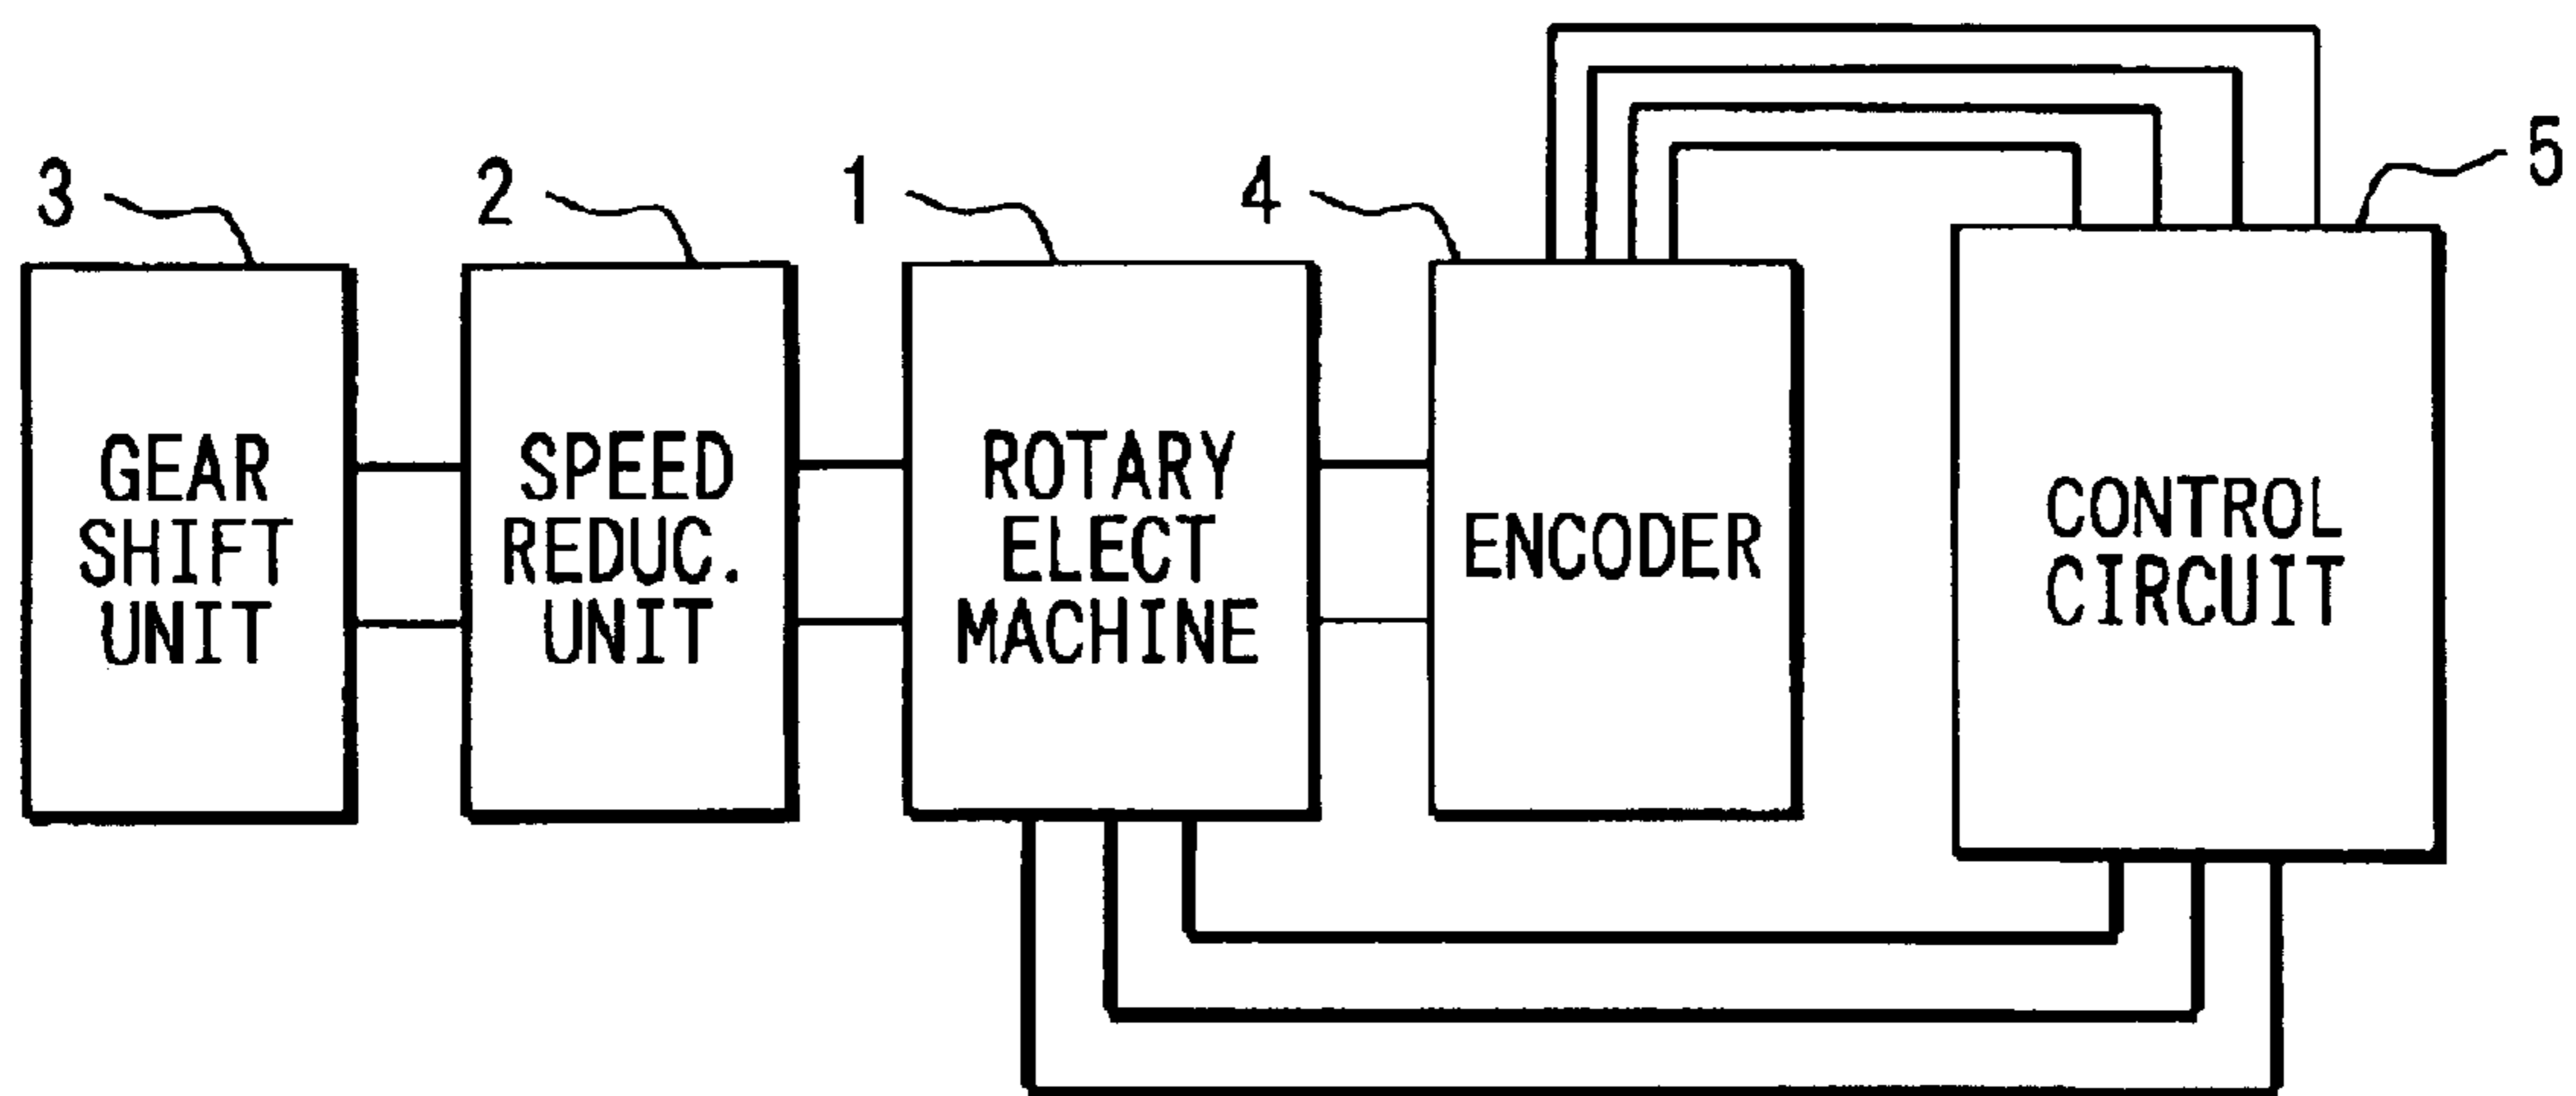 3
2
1
4
5
GEAR
SHIFT
UNIT
SPEED
REDUC.
UNIT
ROTARY
ELECT
MACHINE
ENCODER
CONTROL
CIRCUIT